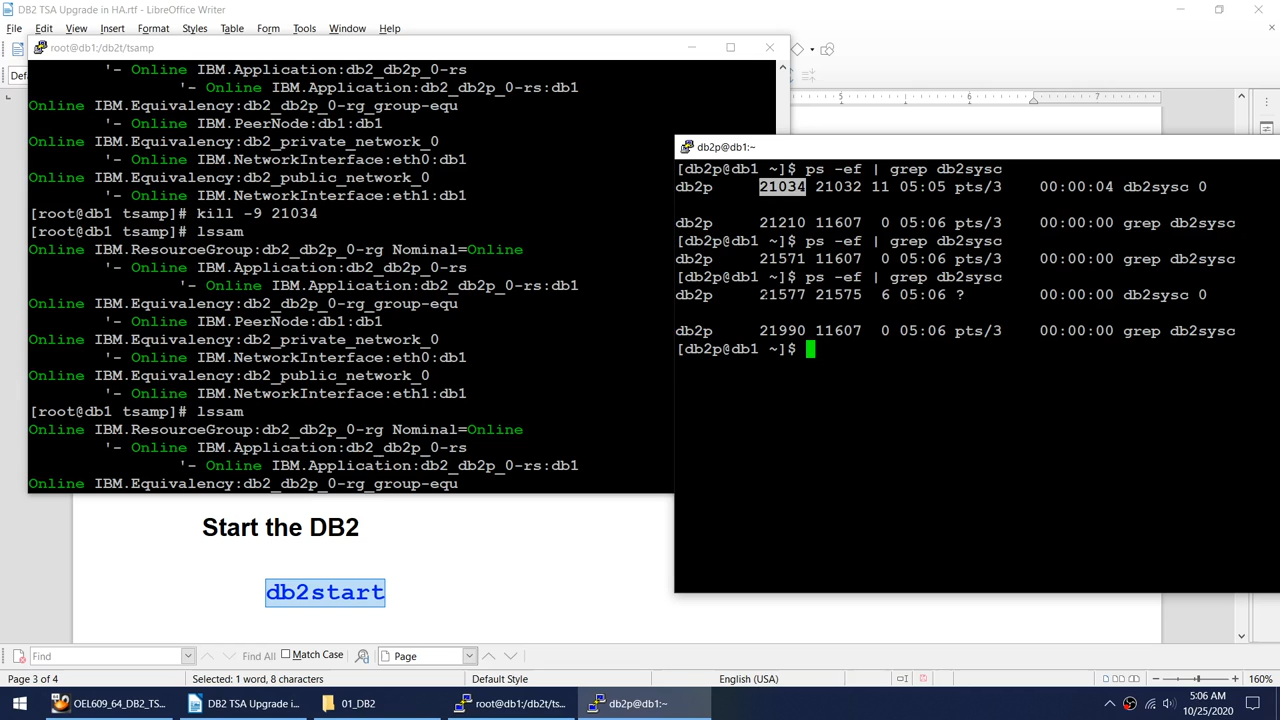 DB2 TSA Upgrade in HA.rtf - LibreOffice Writer
File Edit View Insert Format Styles Table Form Tools Window Help
root@db1:/db2t/tsamp
'- Online IBM.Application:db2_db2p_0-rs
'- Online IBM.Application:db2_db2p_0-rs:db1
Online IBM.Equivalency:db2_db2p_0-rg_group-equ
'- Online IBM.PeerNode:db1:db1
Online IBM.Equivalency:db2_private_network_0
'- Online IBM.NetworkInterface:eth0:db1
Online IBM.Equivalency:db2_public_network_0
'- Online IBM.NetworkInterface:eth1:db1
[root@db1 tsamp]# kill -9 21034
[root@db1 tsamp]# lssam
Online IBM.ResourceGroup:db2_db2p_0-rg Nominal=Online
'- Online IBM.Application:db2_db2p_0-rs
'- Online IBM.Application:db2_db2p_0-rs:db1
Online IBM.Equivalency:db2_db2p_0-rg_group-equ
'- Online IBM.PeerNode:db1:db1
Online IBM.Equivalency:db2_private_network_0
'- Online IBM.NetworkInterface:eth0:db1
Online IBM.Equivalency:db2_public_network_0
'- Online IBM.NetworkInterface:eth1:db1
[root@db1 tsamp]# lssam
Online IBM.ResourceGroup:db2_db2p_0-rg Nominal=Online
'- Online IBM.Application:db2_db2p_0-rs
'- Online IBM.Application:db2_db2p_0-rs:db1
Online IBM.Equivalency:db2_db2p_0-rg_group-equ
5 6 7
db2p@db1:~
[db2p@db1 ~]$ ps -ef | grep db2sysc
db2p 21034 21032 11 05:05 pts/3 00:00:04 db2sysc 0
db2p 21210 11607 0 05:06 pts/3 00:00:00 grep db2sysc
[db2p@db1 ~]$ ps -ef | grep db2sysc
db2p 21571 11607 0 05:06 pts/3 00:00:00 grep db2sysc
[db2p@db1 ~]$ ps -ef | grep db2sysc
db2p 21577 21575 6 05:06 ? 00:00:00 db2sysc 0
db2p 21990 11607 0 05:06 pts/3 00:00:00 grep db2sysc
[db2p@db1 ~]$
Start the DB2
db2start
Find Find All Match Case Page
Page 3 of 4 Selected: 1 word, 8 characters Default Style English (USA) 160%
OEL609_64_DB2_TS... DB2 TSA Upgrade i... 01_DB2 root@db1:/db2t/ts... db2p@db1:~
5:06 AM
10/25/2020